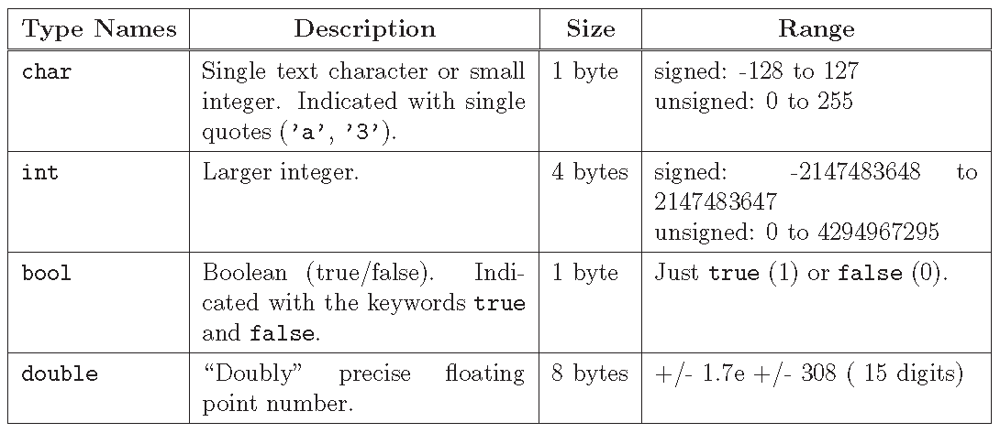 Type Names Description Size Range
char Single text character or small 1 byte signed: -128 to 127
integer. Indicated with single unsigned: 0 to 255
quotes ('a', '3').
int Larger integer. 4 bytes signed: -2147483648 to
2147483647
unsigned: 0 to 4294967295
bool Boolean (true/false). Indi- 1 byte Just true (1) or false (0).
cated with the keywords true
and false.
double “Doubly” precise floating 8 bytes +/- 1.7e +/- 308 ( 15 digits)
point number.